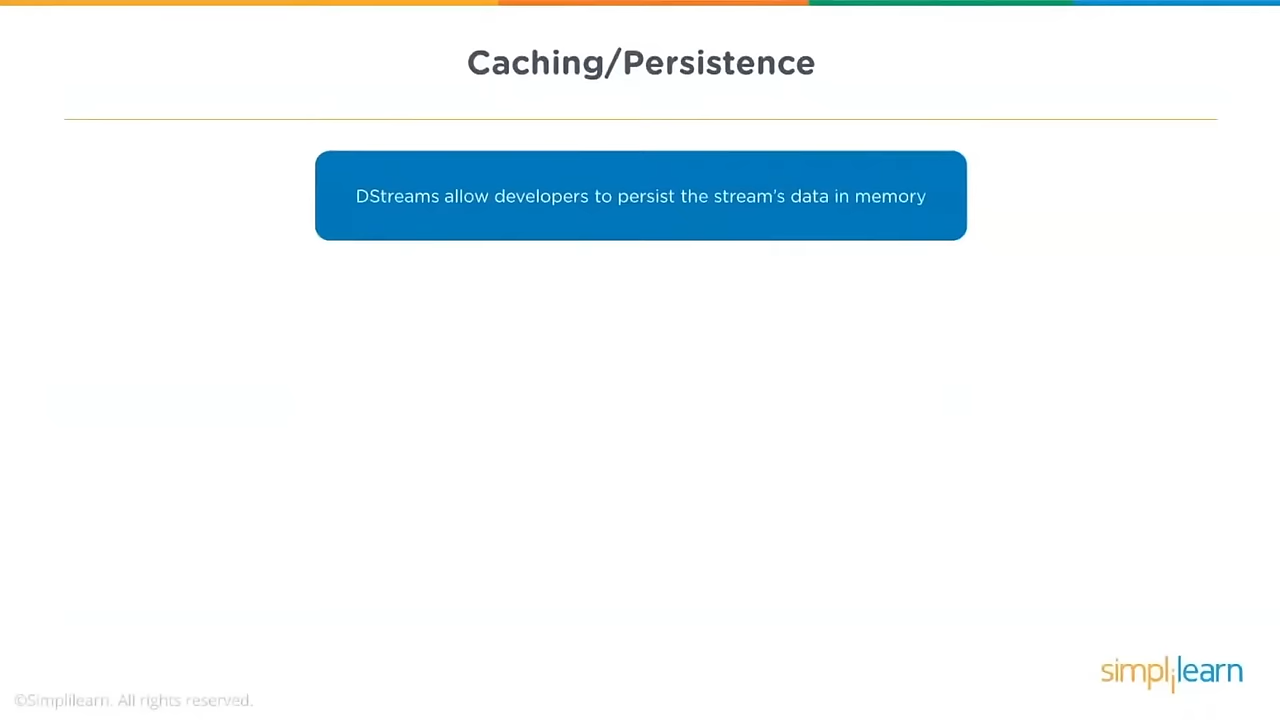 Caching/Persistence
DStreams allow developers to persist the stream's data in memory
simplilearn
©Simplilearn. All rights reserved.